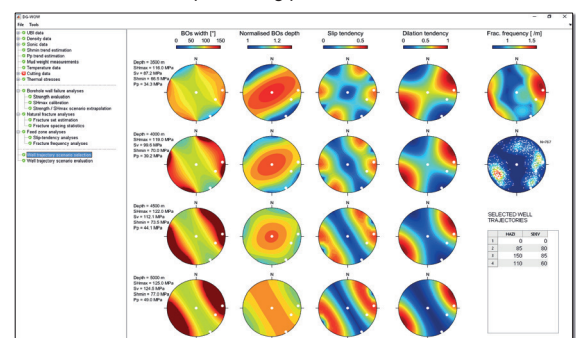 DG-WOW
File Tools
UBI data
Density data
Sonic data
Shmin trend estimation
Pp trend estimation
Mud weight measurements
Temperature data
Cutting data
Thermal stresses
Borehole wall failure analyses
Strength evaluation
SHmax calibration
Strength / SHmax scenario extrapolation
Natural fracture analyses
Fracture set estimation
Fracture spacing statistics
Feed zone analyses
Slip-tendency analyses
Fracture frequency analyses
Well trajectory scenario selection
Well trajectory scenario evaluation
BOs width [°] Normalised BOs depth Slip tendency Dilation tendency Frac. frequency [ /m]
0 50 100 150 1 1.2 0 0.5 1 0 0.5 1 1 1.5 2
Depth = 3500 m
SHmax = 116.0 MPa
Sv = 87.2 MPa
Shmin = 66.5 MPa
Pp = 34.3 MPa
N N N N N
Depth = 4000 m
SHmax = 119.0 MPa
Sv = 99.6 MPa
Shmin = 70.0 MPa
Pp = 39.2 MPa
N N N N
Depth = 4500 m
SHmax = 122.0 MPa
Sv = 112.1 MPa
Shmin = 73.5 MPa
Pp = 44.1 MPa
N N N N
SELECTED WELL
TRAJECTORIES
HAZI SINV
1 0 0
2 85 80
3 150 85
4 110 60
Depth = 5000 m
SHmax = 125.0 MPa
Sv = 124.5 MPa
Shmin = 77.0 MPa
Pp = 49.0 MPa
N N N N